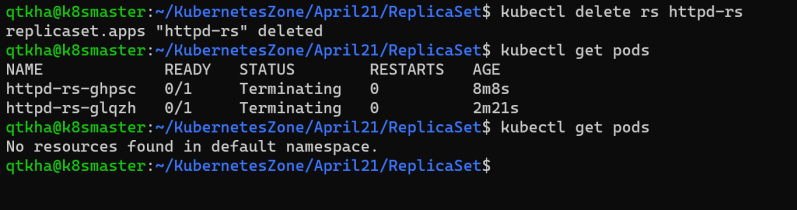 qtkha@k8smaster:~/KubernetesZone/April21/ReplicaSet$ kubectl delete rs httpd-rs
replicaset.apps "httpd-rs" deleted
qtkha@k8smaster:~/KubernetesZone/April21/ReplicaSet$ kubectl get pods
NAME             READY   STATUS        RESTARTS   AGE
httpd-rs-ghpsc   0/1     Terminating   0          8m8s
httpd-rs-glqzh   0/1     Terminating   0          2m21s
qtkha@k8smaster:~/KubernetesZone/April21/ReplicaSet$ kubectl get pods
No resources found in default namespace.
qtkha@k8smaster:~/KubernetesZone/April21/ReplicaSet$